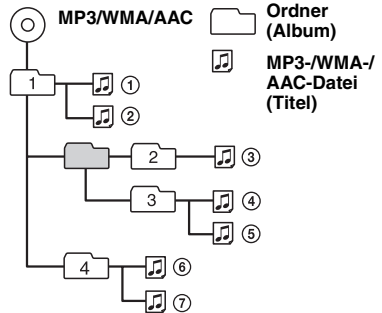 MP3/WMA/AAC
Ordner
(Album)
MP3-/WMA-/
AAC-Datei
(Titel)
1
①
②
2
③
3
④
⑤
4
⑥
⑦